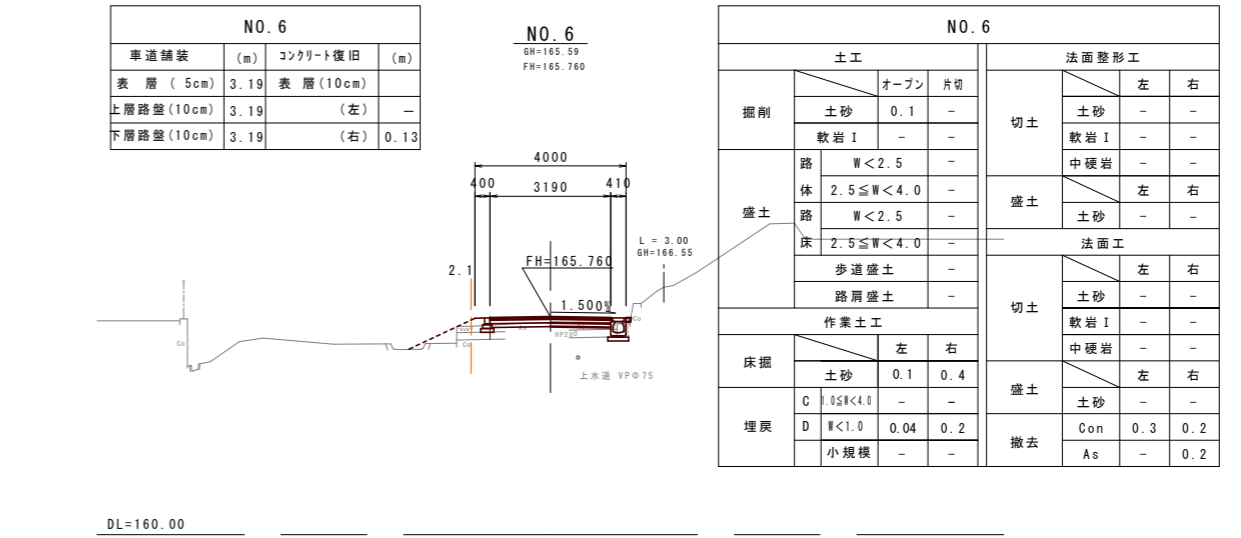 NO. 6
車道舗装 (m) コンクリート復旧 (m)
表 層 ( 5cm) 3.19 表 層(10cm)
上層路盤(10cm) 3.19 (左) －
下層路盤(10cm) 3.19 (右) 0.13
NO. 6
GH=165.59
FH=165.760
4000
400 3190 410
L = 3.00
GH=166.55
2.1
FH=165.760
1.500%
Co
Co
As
Co
HP200
上水道 VPΦ75
DL=160.00
NO. 6
土工
オープン 片切
掘削 土砂 0.1 －
軟岩Ⅰ － －
盛土 路体 W＜2.5 －
2.5≦W＜4.0 －
路床 W＜2.5 －
2.5≦W＜4.0 －
歩道盛土 －
路肩盛土 －
作業土工
左 右
床掘 土砂 0.1 0.4
埋戻 C 1.0≦W＜4.0 － －
D W＜1.0 0.04 0.2
小規模 － －
法面整形工
左 右
切土 土砂 － －
軟岩Ⅰ － －
中硬岩 － －
左 右
盛土 土砂 － －
法面工
左 右
切土 土砂 － －
軟岩Ⅰ － －
中硬岩 － －
左 右
盛土 土砂 － －
撤去 Con 0.3 0.2
As － 0.2